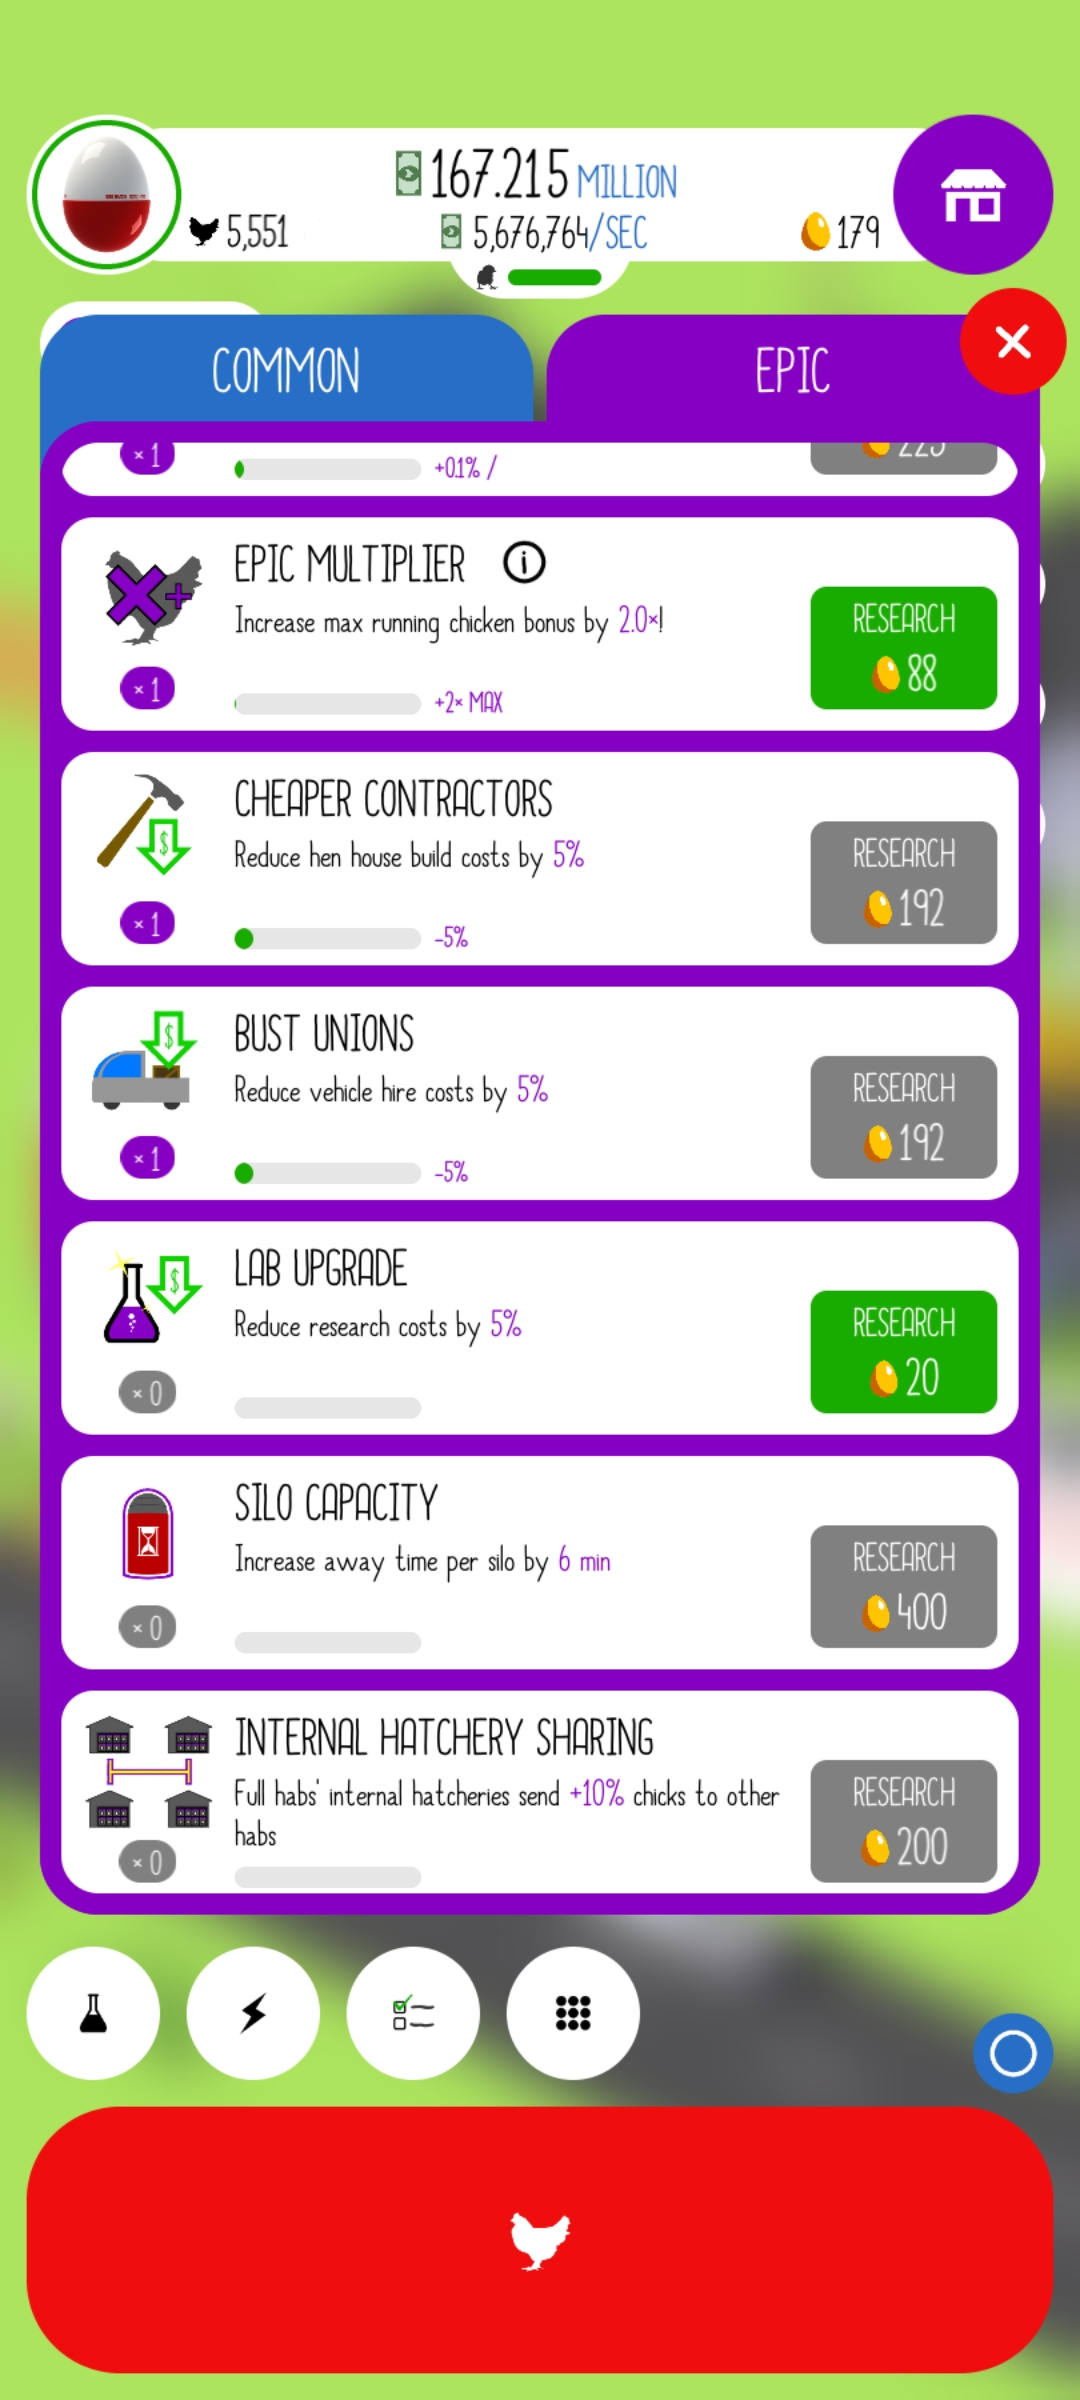 167.215 MILLION
5,551
5,676,764/SEC
179
COMMON
EPIC
× 1
+0.1% /
225
EPIC MULTIPLIER
i
Increase max running chicken bonus by 2.0×!
RESEARCH
88
× 1
+2× MAX
CHEAPER CONTRACTORS
Reduce hen house build costs by 5%
RESEARCH
192
× 1
-5%
BUST UNIONS
Reduce vehicle hire costs by 5%
RESEARCH
192
× 1
-5%
LAB UPGRADE
Reduce research costs by 5%
RESEARCH
20
× 0
SILO CAPACITY
Increase away time per silo by 6 min
RESEARCH
400
× 0
INTERNAL HATCHERY SHARING
Full habs' internal hatcheries send +10% chicks to other
habs
RESEARCH
200
× 0